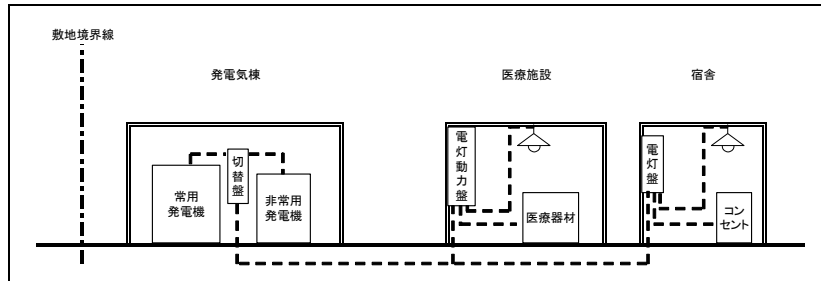 敷地境界線
発電気棟
医療施設
宿舎
常用
発電機
切替盤
非常用
発電機
電灯動力盤
医療器材
電灯盤
コン
セント